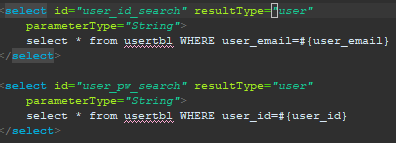 <select id="user_id_search" resultType="user"
parameterType="String">
select * from usertbl WHERE user_email=#{user_email}
</select>
<select id="user_pw_search" resultType="user"
parameterType="String">
select * from usertbl WHERE user_id=#{user_id}
</select>